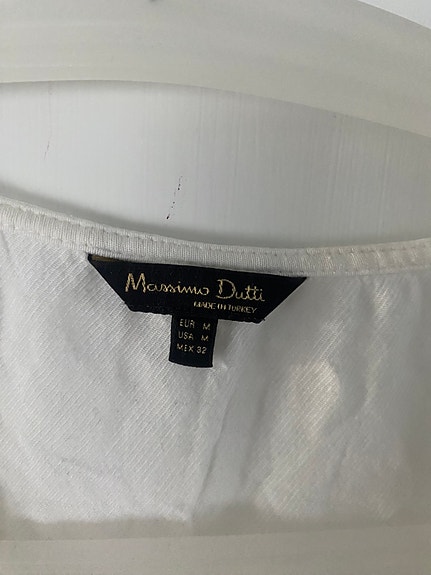 Massimo Dutti
MADE IN TURKEY
EUR M
USA M
MEX 32